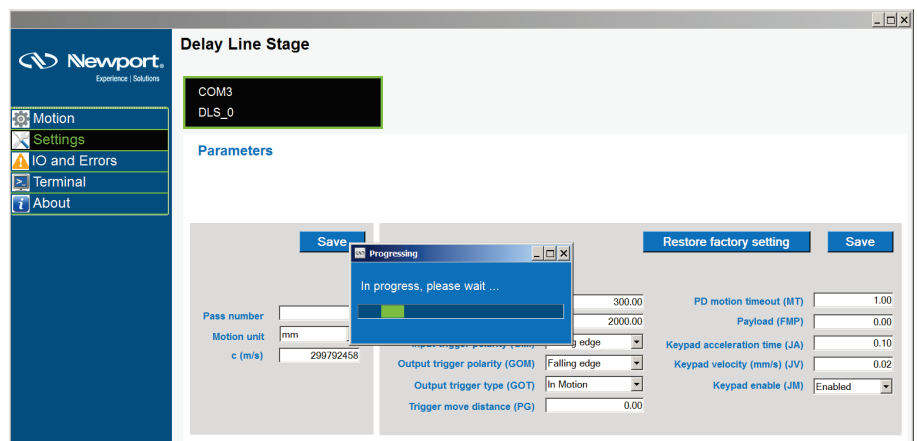 Newport®
Experience | Solutions
Motion
Settings
IO and Errors
Terminal
About
Delay Line Stage
COM3
DLS_0
Parameters
Save
Restore factory setting
Save
Progressing
In progress, please wait ...
Pass number
Motion unit
mm
c (m/s)
299792458
300.00
2000.00
edge
Output trigger polarity (GOM)
Falling edge
Output trigger type (GOT)
In Motion
Trigger move distance (PG)
0.00
PD motion timeout (MT)
1.00
Payload (FMP)
0.00
Keypad acceleration time (JA)
0.10
Keypad velocity (mm/s) (JV)
0.02
Keypad enable (JM)
Enabled